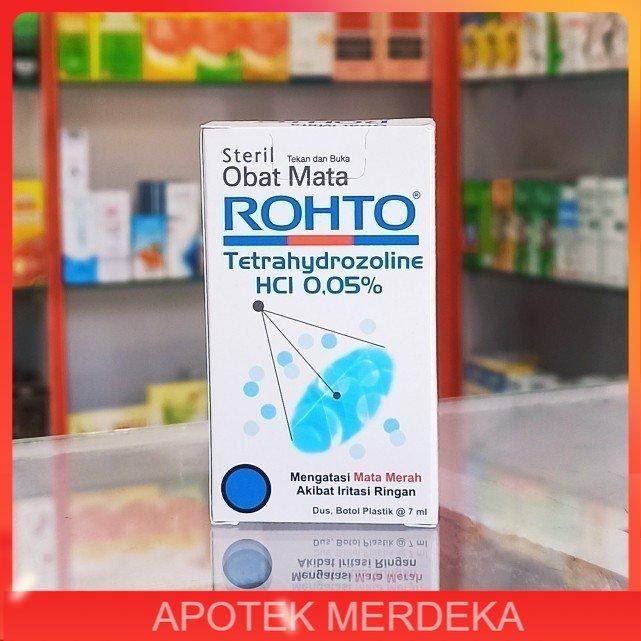 Steril Tekan dan Buka
Obat Mata
ROHTO®
Tetrahydrozoline
HCl 0,05%
Mengatasi Mata Merah
Akibat Iritasi Ringan
Dus, Botol Plastik @ 7 ml
APOTEK MERDEKA